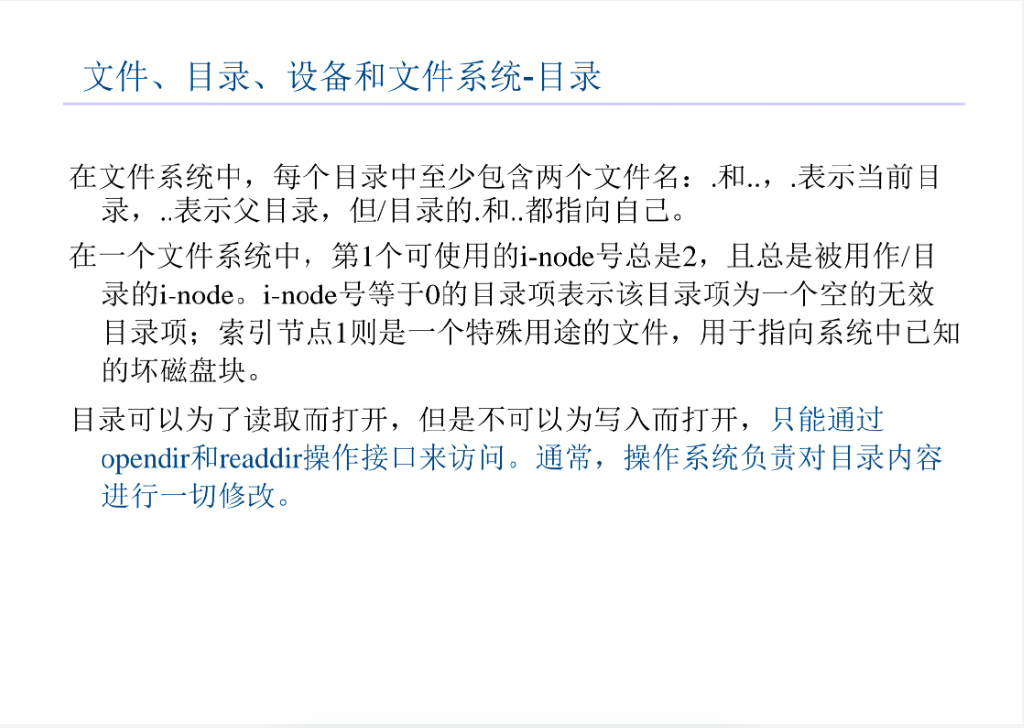 文件、目录、设备和文件系统-目录
在文件系统中，每个目录中至少包含两个文件名：.和..，.表示当前目
录，..表示父目录，但/目录的.和..都指向自己。
在一个文件系统中，第1个可使用的i-node号总是2，且总是被用作/目
录的i-node。i-node号等于0的目录项表示该目录项为一个空的无效
目录项；索引节点1则是一个特殊用途的文件，用于指向系统中已知
的坏磁盘块。
目录可以为了读取而打开，但是不可以为写入而打开，只能通过
opendir和readdir操作接口来访问。通常，操作系统负责对目录内容
进行一切修改。